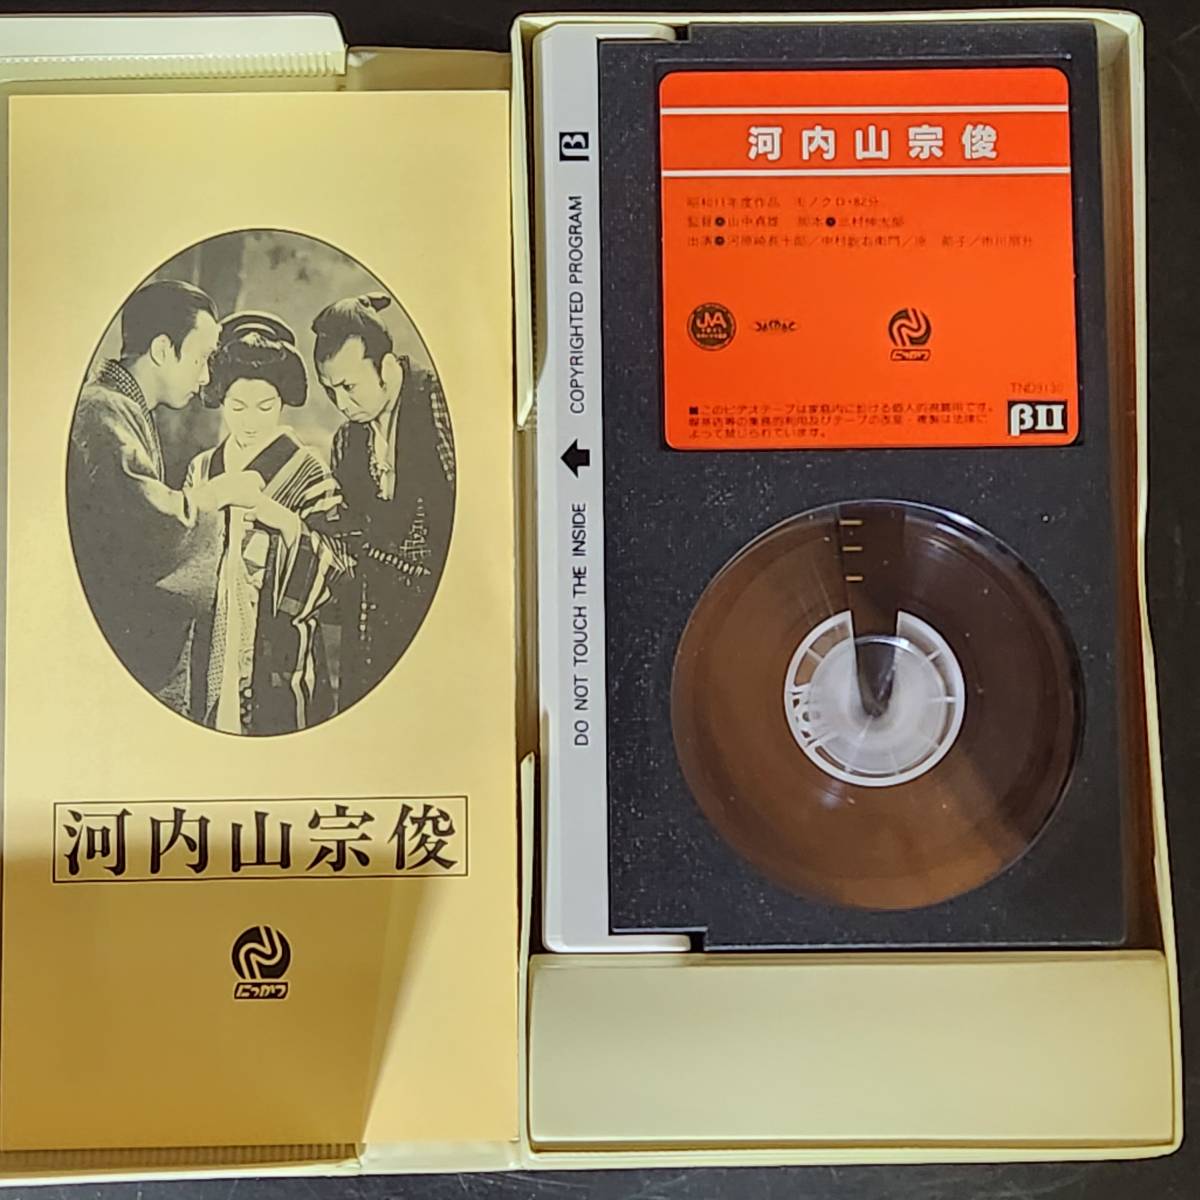 河内山宗俊
にっかつ
β
COPYRIGHTED PROGRAM
DO NOT TOUCH THE INSIDE
河内山宗俊
昭和11年度作品 モノクロ・82分
監督●山中貞雄 脚本●三村伸太郎
出演●河原崎長十郎/中村翫右衛門/原 節子/市川扇升
JVA
にっかつ
TND9130
■このビデオテープは家庭内における個人的視聴用です。
喫茶店等の業務的利用及びテープの改変・複製は法律に
よって禁じられています。
βII